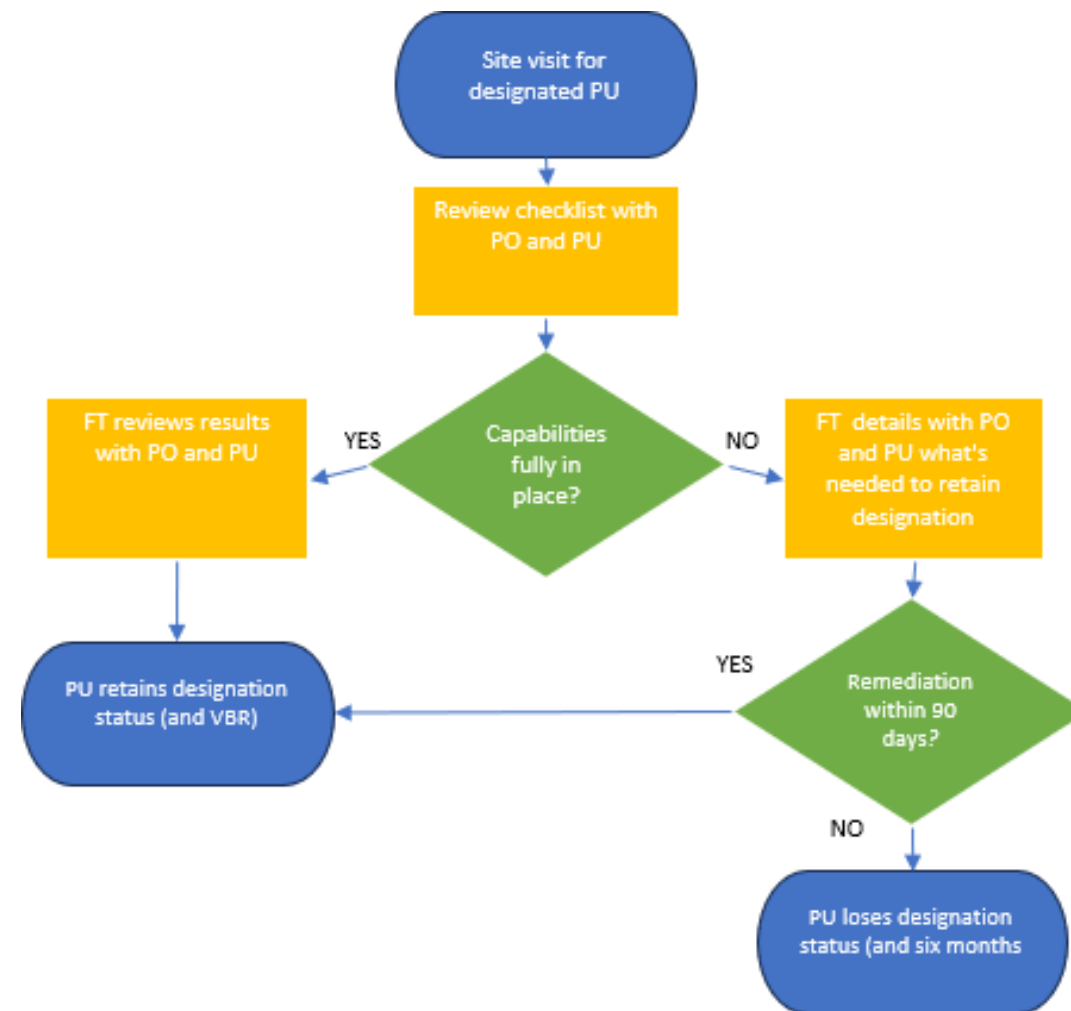 Site visit for
designated PU
Review checklist with
PO and PU
FT reviews results
with PO and PU
YES
Capabilities
fully in
place?
NO
FT  details with PO
and PU what's
needed to retain
designation
PU retains designation
status (and VBR)
YES
Remediation
within 90
days?
NO
PU loses designation
status (and six months